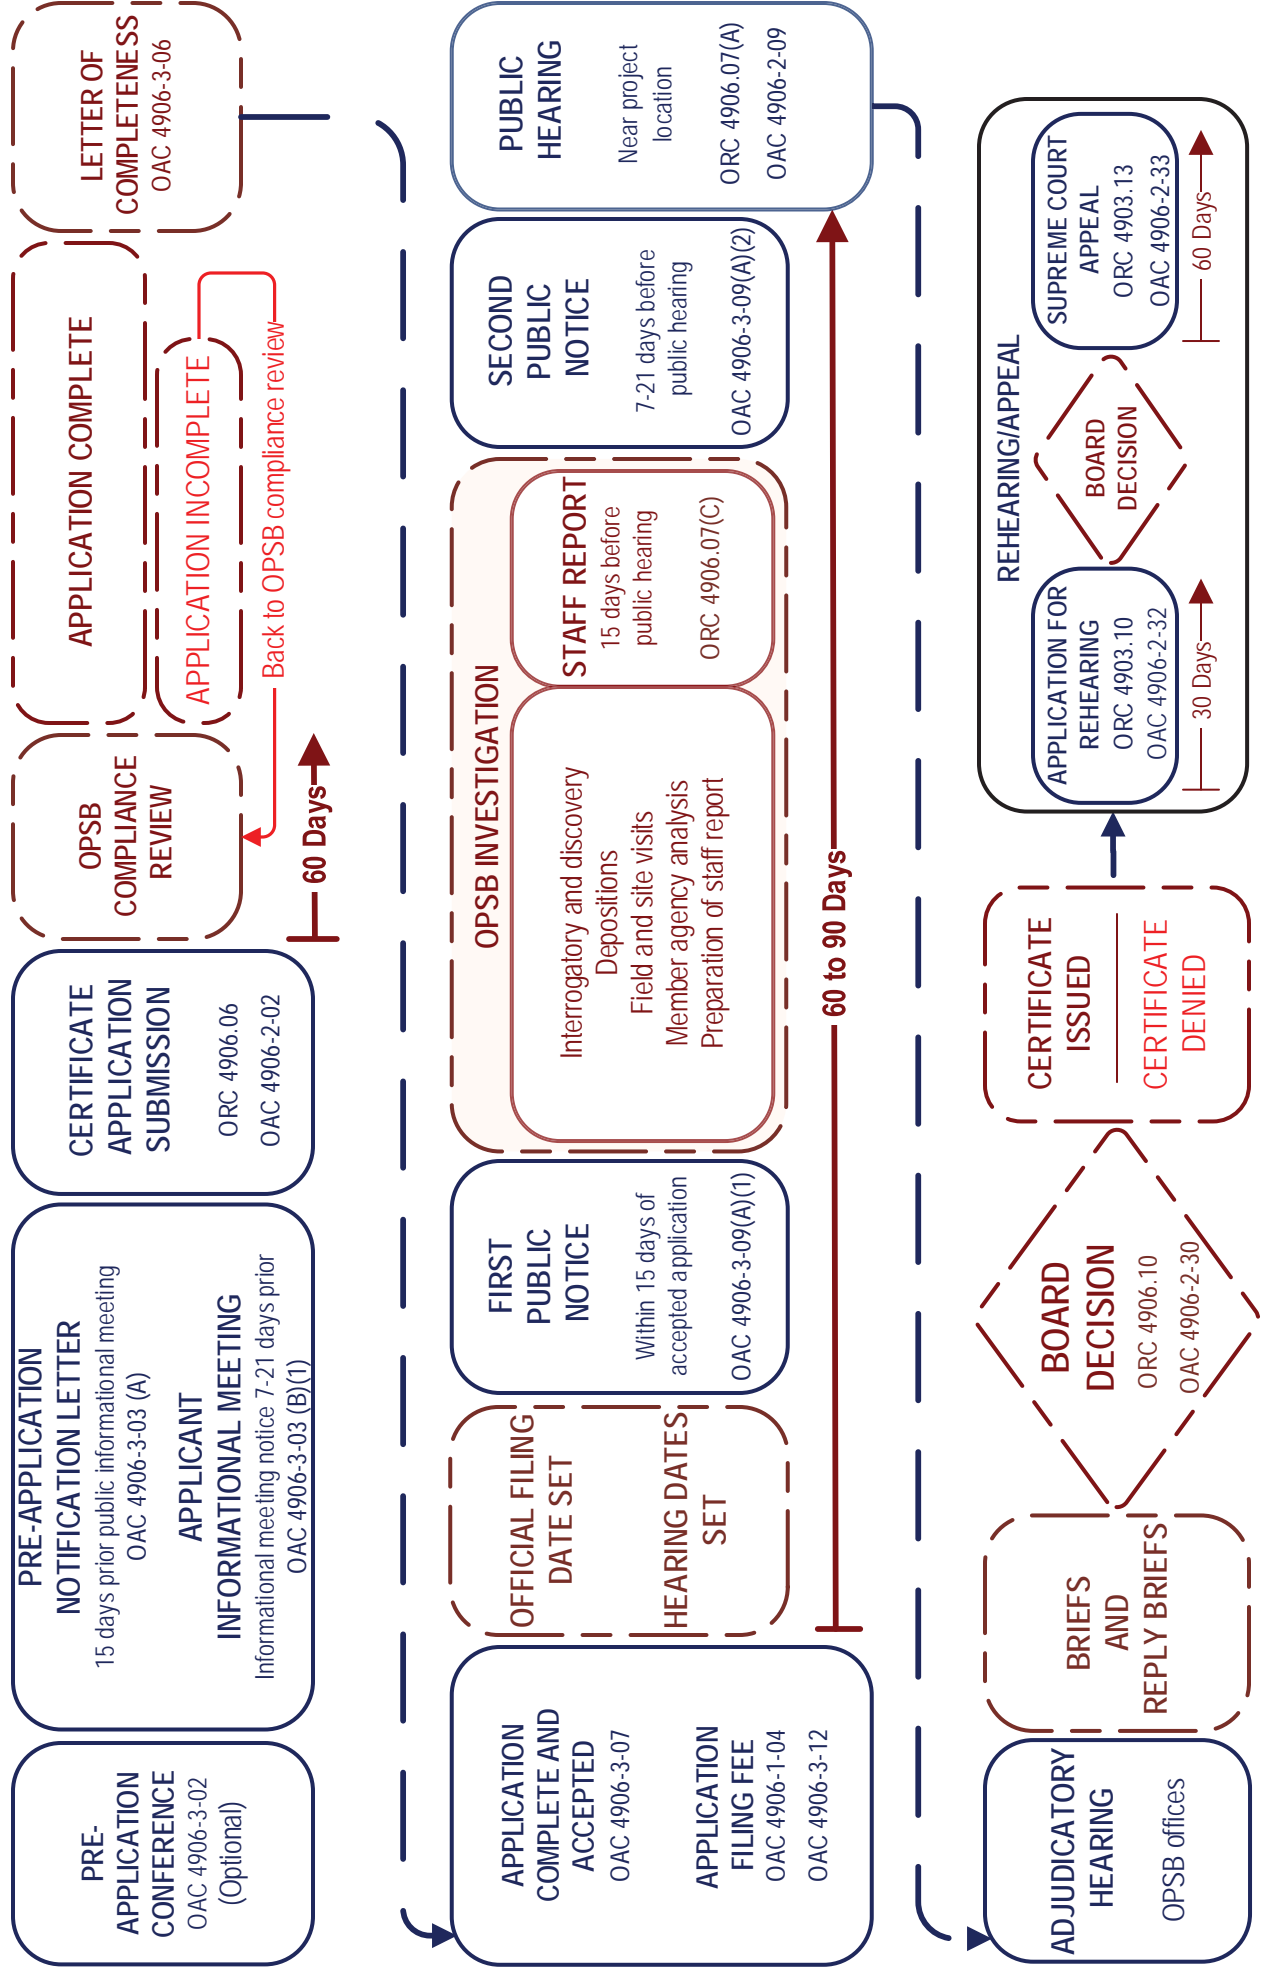 PRE-
APPLICATION
CONFERENCE
OAC 4906-3-02
(Optional)
PRE-APPLICATION
NOTIFICATION LETTER
15 days prior public informational meeting
OAC 4906-3-03 (A)
APPLICANT
INFORMATIONAL MEETING
Informational meeting notice 7-21 days prior
OAC 4906-3-03 (B)(1)
CERTIFICATE
APPLICATION
SUBMISSION
ORC 4906.06
OAC 4906-2-02
OPSB
COMPLIANCE
REVIEW
60 Days
APPLICATION COMPLETE
APPLICATION INCOMPLETE
Back to OPSB compliance review
LETTER OF
COMPLETENESS
OAC 4906-3-06
APPLICATION
COMPLETE AND
ACCEPTED
OAC 4906-3-07
APPLICATION
FILING FEE
OAC 4906-1-04
OAC 4906-3-12
OFFICIAL FILING
DATE SET
HEARING DATES
SET
FIRST
PUBLIC
NOTICE
Within 15 days of
accepted application
OAC 4906-3-09(A)(1)
OPSB INVESTIGATION
Interrogatory and discovery
Depositions
Field and site visits
Member agency analysis
Preparation of staff report
STAFF REPORT
15 days before
public hearing
ORC 4906.07(C)
SECOND
PUBLIC
NOTICE
7-21 days before
public hearing
OAC 4906-3-09(A)(2)
60 to 90 Days
PUBLIC
HEARING
Near project
location
ORC 4906.07(A)
OAC 4906-2-09
ADJUDICATORY
HEARING
OPSB offices
BRIEFS
AND
REPLY BRIEFS
BOARD
DECISION
ORC 4906.10
OAC 4906-2-30
CERTIFICATE
ISSUED
CERTIFICATE
DENIED
REHEARING/APPEAL
APPLICATION FOR
REHEARING
ORC 4903.10
OAC 4906-2-32
30 Days
BOARD
DECISION
SUPREME COURT
APPEAL
ORC 4903.13
OAC 4906-2-33
60 Days